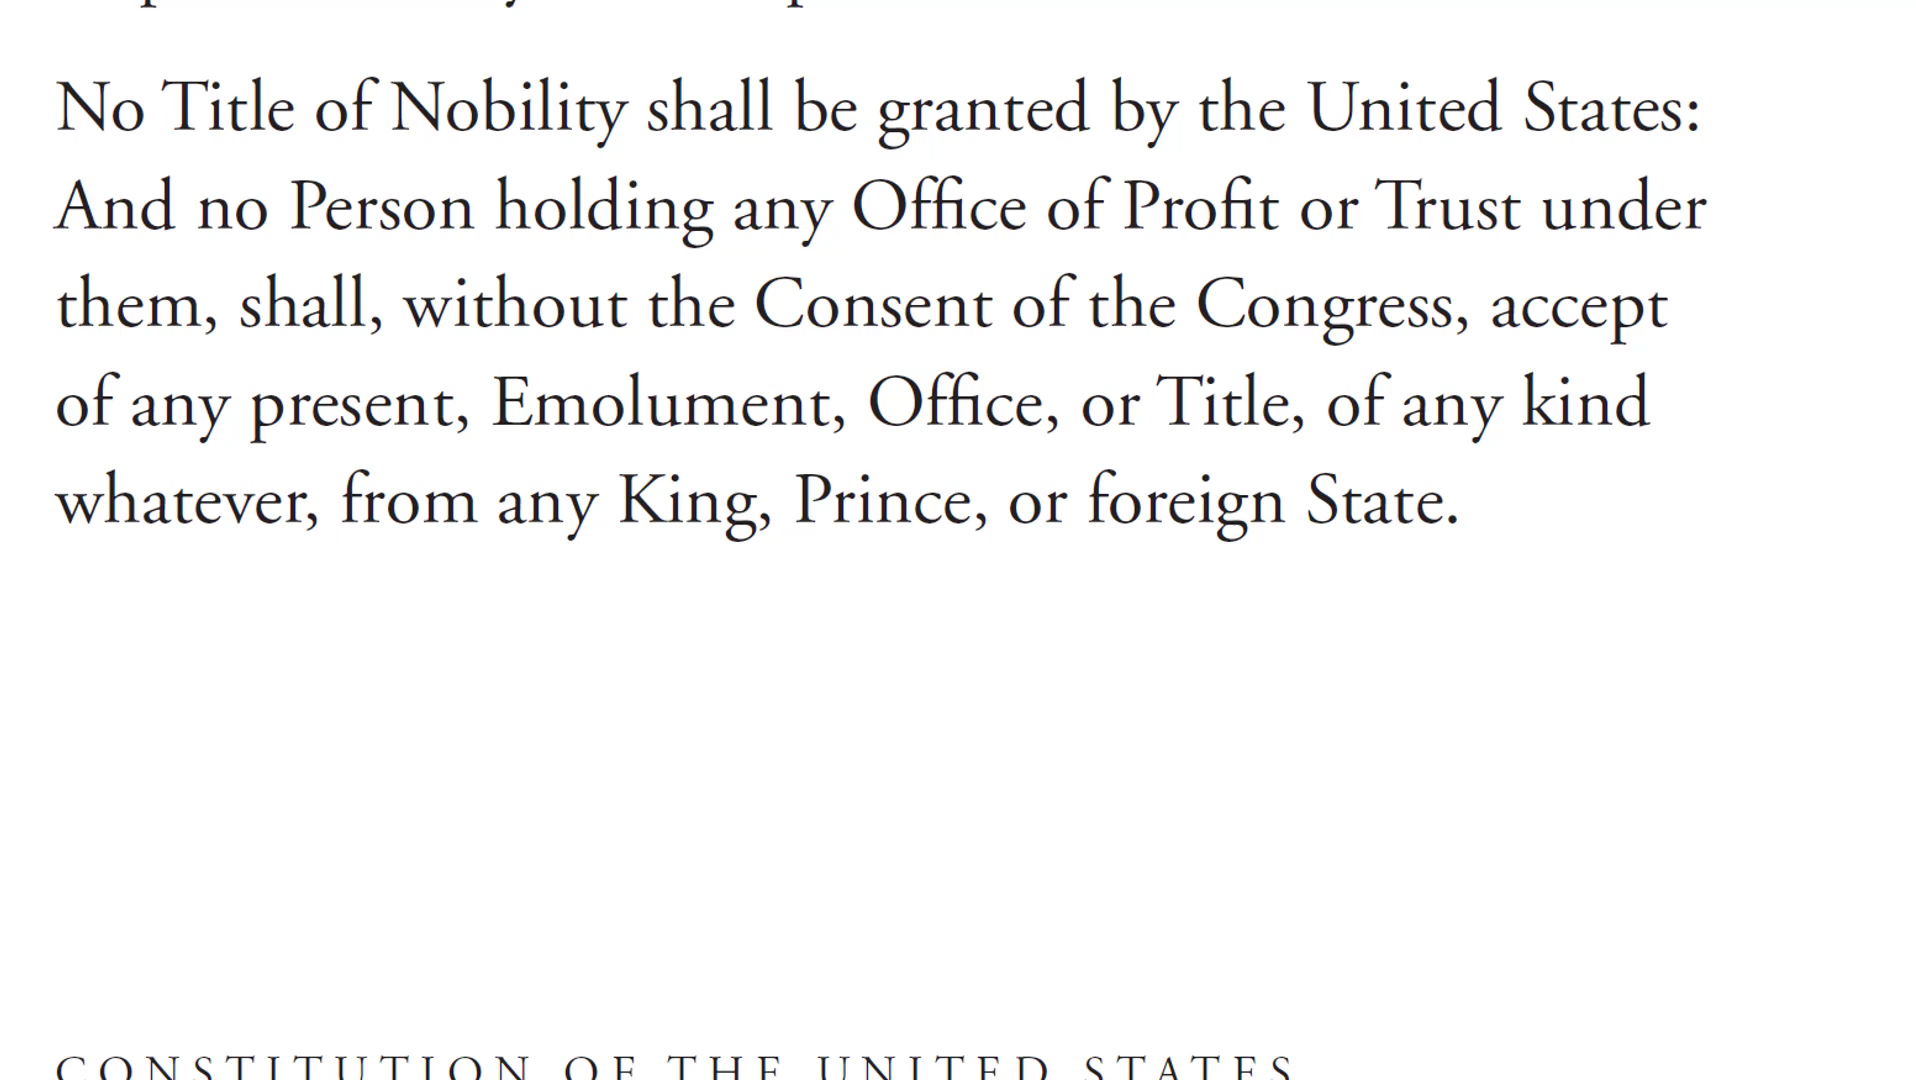 No Title of Nobility shall be granted by the United States:
And no Person holding any Office of Profit or Trust under
them, shall, without the Consent of the Congress, accept
of any present, Emolument, Office, or Title, of any kind
whatever, from any King, Prince, or foreign State.
CONSTITUTION OF THE UNITED STATES